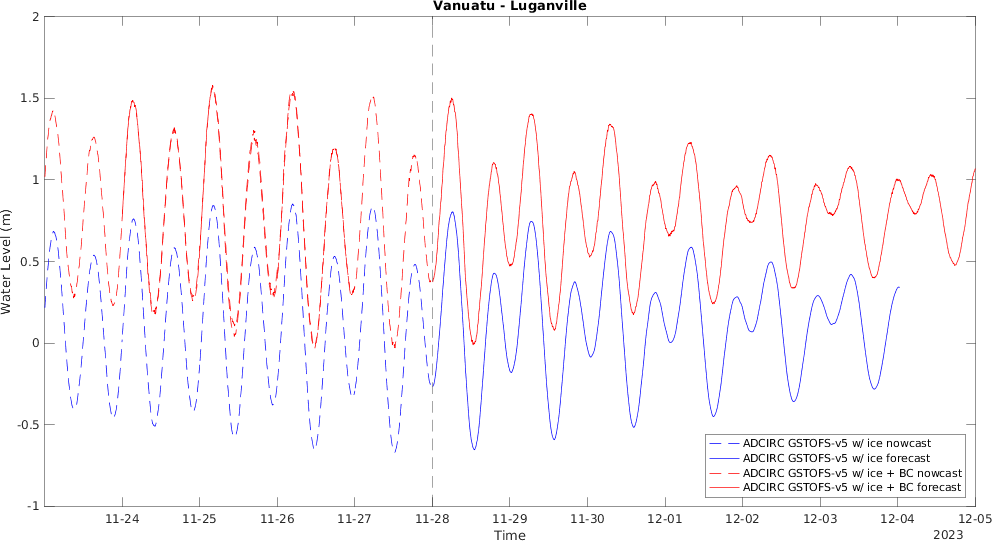 Vanuatu - Luganville
Water Level (m)
2
1.5
1
0.5
0
-0.5
-1
ADCIRC GSTOFS-v5 w/ ice nowcast
ADCIRC GSTOFS-v5 w/ ice forecast
ADCIRC GSTOFS-v5 w/ ice + BC nowcast
ADCIRC GSTOFS-v5 w/ ice + BC forecast
11-24 11-25 11-26 11-27 11-28 11-29 11-30 12-01 12-02 12-03 12-04 12-05
Time
2023